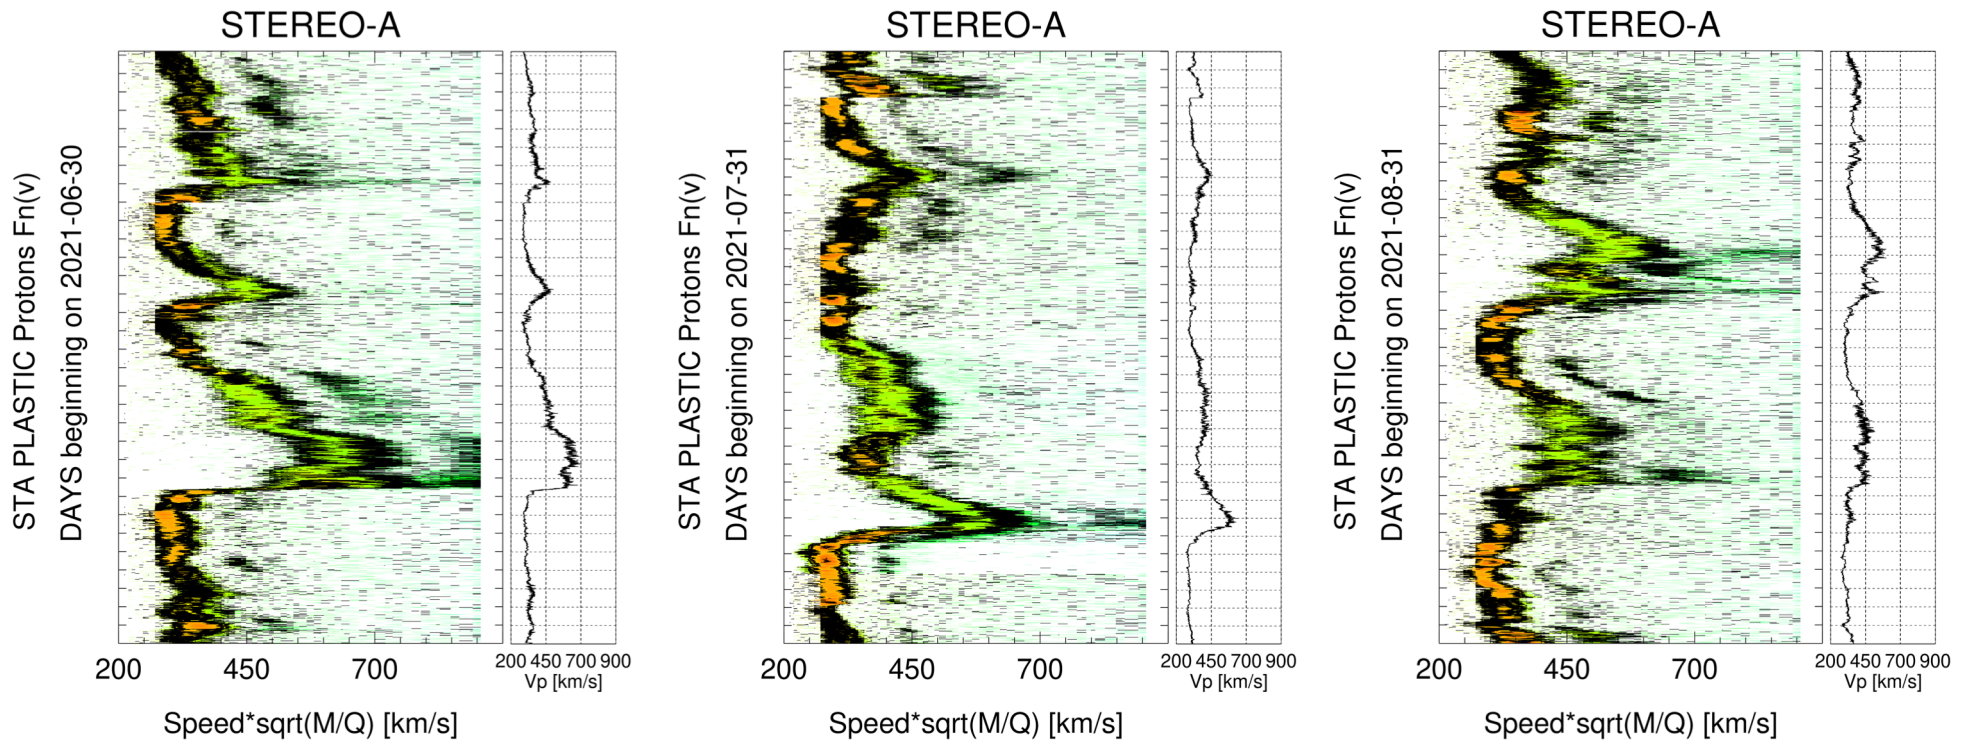 STEREO-A
STA PLASTIC Protons Fn(v)
DAYS beginning on 2021-06-30
200 450 700
200 450 700 900
Vp [km/s]
Speed*sqrt(M/Q) [km/s]
STEREO-A
STA PLASTIC Protons Fn(v)
DAYS beginning on 2021-07-31
200 450 700
200 450 700 900
Vp [km/s]
Speed*sqrt(M/Q) [km/s]
STEREO-A
STA PLASTIC Protons Fn(v)
DAYS beginning on 2021-08-31
200 450 700
200 450 700 900
Vp [km/s]
Speed*sqrt(M/Q) [km/s]